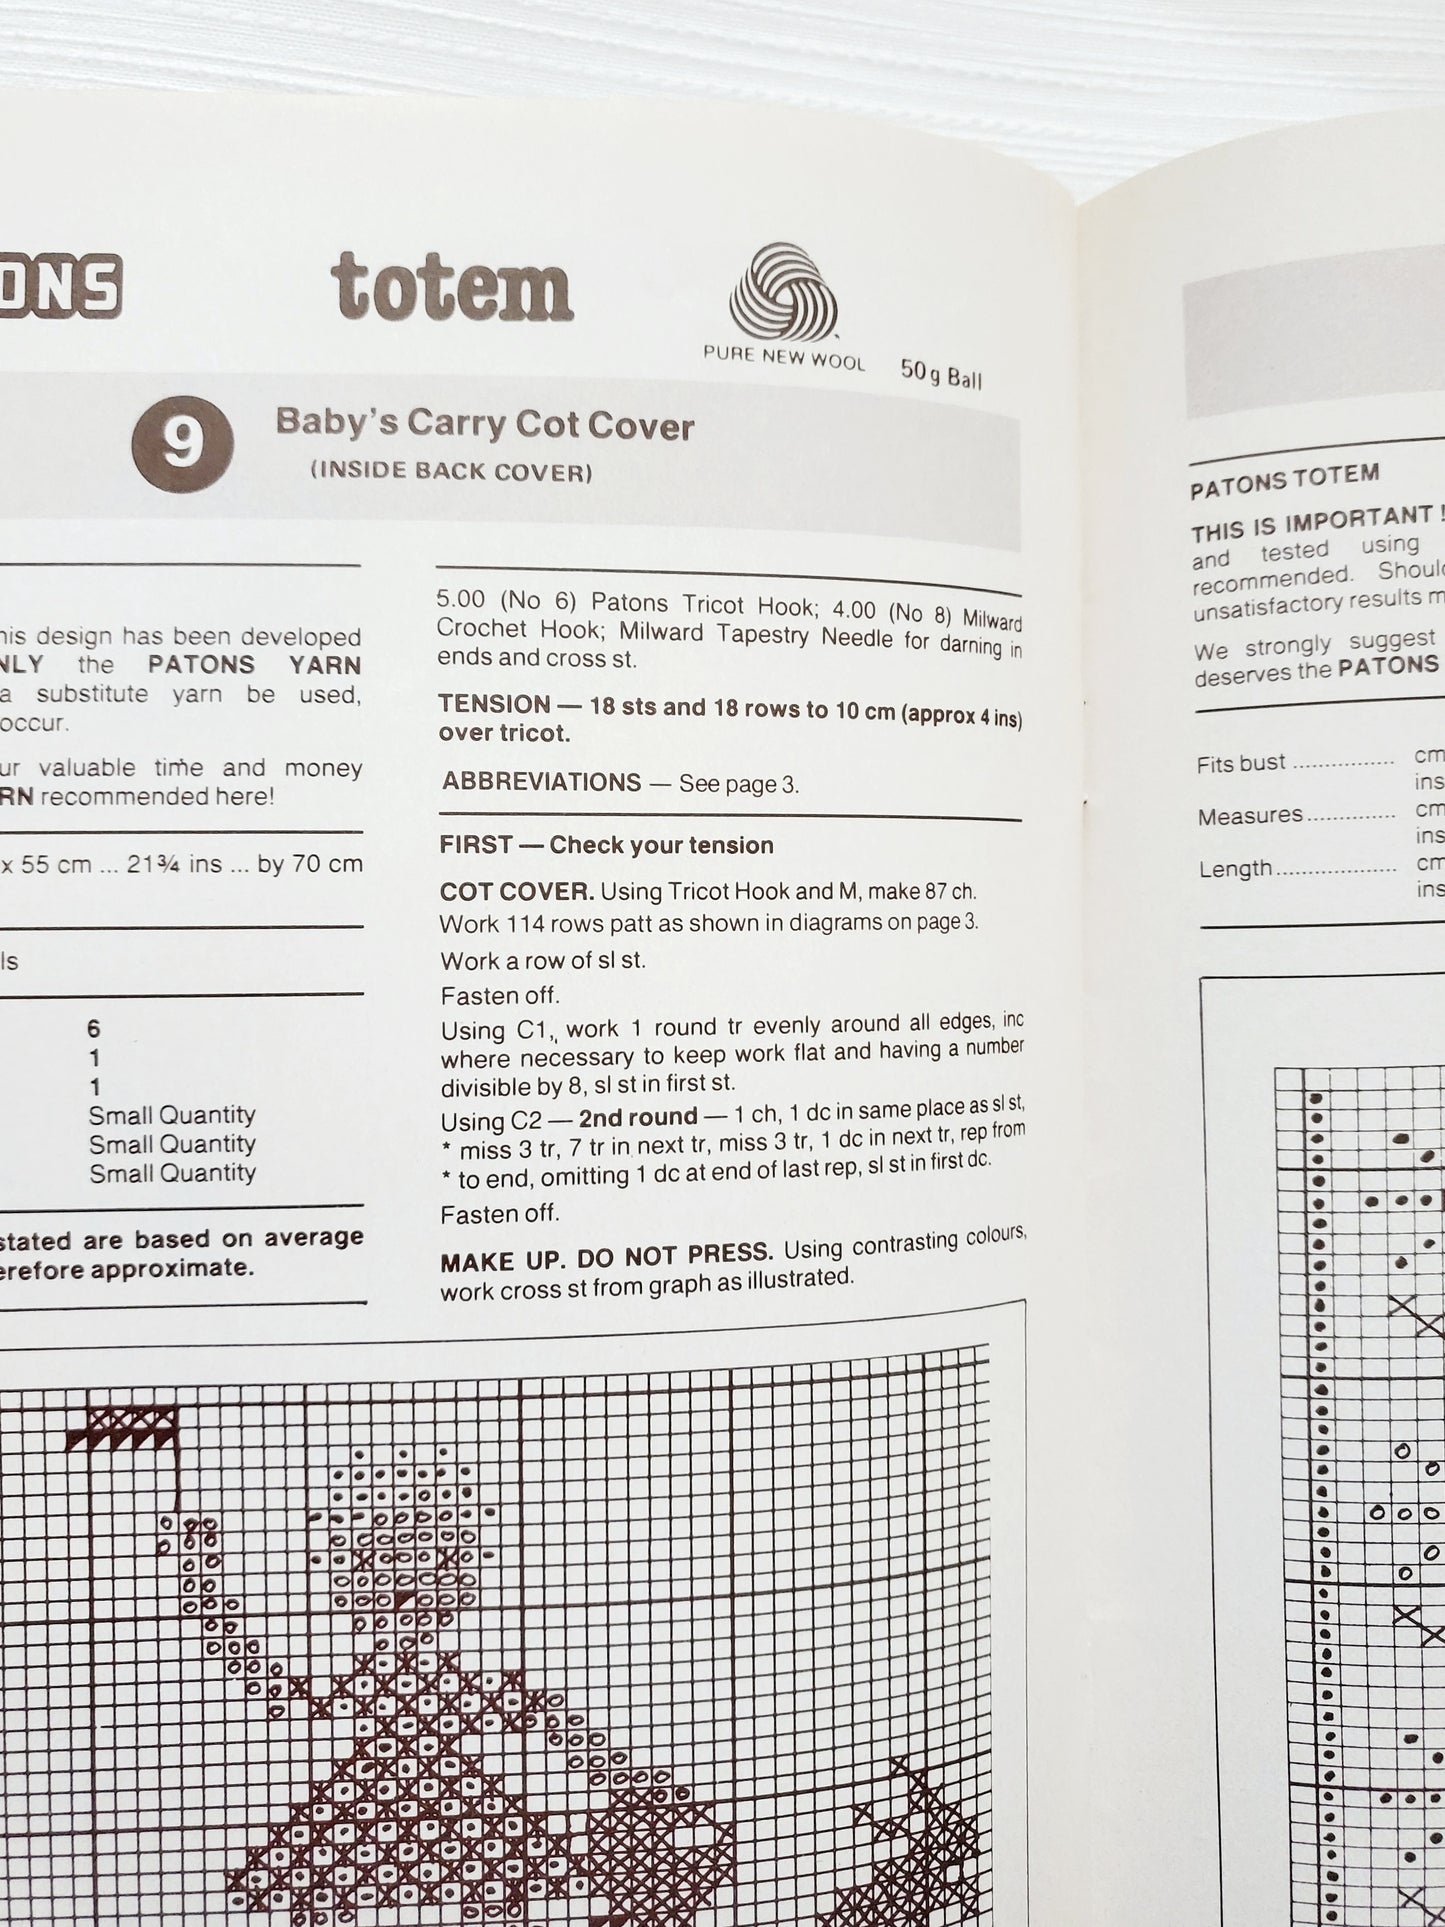 ONS
totem
PURE NEW WOOL
50g Ball
9
Baby's Carry Cot Cover
(INSIDE BACK COVER)
his design has been developed
NLY the PATONS YARN
a substitute yarn be used,
occur.
ur valuable time and money
RN recommended here!
x 55 cm ... 21¾ ins ... by 70 cm
ls
6
1
1
Small Quantity
Small Quantity
Small Quantity
stated are based on average
erefore approximate.
5.00 (No 6) Patons Tricot Hook; 4.00 (No 8) Milward
Crochet Hook; Milward Tapestry Needle for darning in
ends and cross st.
TENSION — 18 sts and 18 rows to 10 cm (approx 4 ins)
over tricot.
ABBREVIATIONS — See page 3.
FIRST — Check your tension
COT COVER. Using Tricot Hook and M, make 87 ch.
Work 114 rows patt as shown in diagrams on page 3.
Work a row of sl st.
Fasten off.
Using C1, work 1 round tr evenly around all edges, inc
where necessary to keep work flat and having a number
divisible by 8, sl st in first st.
Using C2 — 2nd round — 1 ch, 1 dc in same place as sl st,
* miss 3 tr, 7 tr in next tr, miss 3 tr, 1 dc in next tr, rep from
* to end, omitting 1 dc at end of last rep, sl st in first dc.
Fasten off.
MAKE UP. DO NOT PRESS. Using contrasting colours,
work cross st from graph as illustrated.
PATONS TOTEM
THIS IS IMPORTANT!
and tested using
recommended. Shoul
unsatisfactory results m
We strongly suggest
deserves the PATONS
Fits bust ................ cm
ins
Measures .............. cm
ins
Length .................. cm
ins